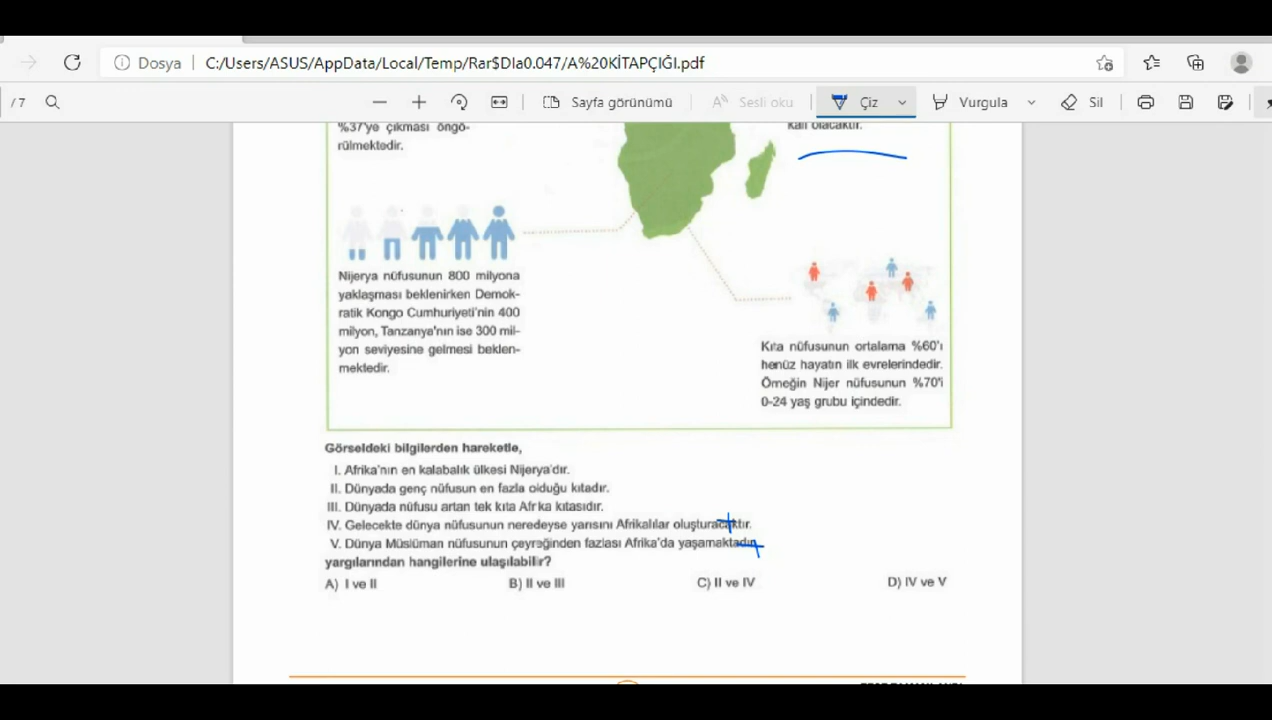 Dosya
C:/Users/ASUS/AppData/Local/Temp/Rar$DIa0.047/A%20KİTAPÇIĞI.pdf
/ 7
Sayfa görünümü
Sesli oku
Çiz
Vurgula
Sil
%37'ye çıkması öngö-
rülmektedir.
olacaktır.
Nijerya nüfusunun 800 milyona
yaklaşması beklenirken Demok-
ratik Kongo Cumhuriyeti'nin 400
milyon, Tanzanya'nın ise 300 mil-
yon seviyesine gelmesi beklen-
mektedir.
Kıta nüfusunun ortalama %60'ı
henüz hayatın ilk evrelerindedir.
Örneğin Nijer nüfusunun %70'i
0-24 yaş grubu içindedir.
Görseldeki bilgilerden hareketle,
I. Afrika'nın en kalabalık ülkesi Nijerya'dır.
II. Dünyada genç nüfusun en fazla olduğu kıtadır.
III. Dünyada nüfusu artan tek kıta Afrika kıtasıdır.
IV. Gelecekte dünya nüfusunun neredeyse yarısını Afrikalılar oluşturacaktır.
V. Dünya Müslüman nüfusunun çeyreğinden fazlası Afrika'da yaşamaktadır.
yargılarından hangilerine ulaşılabilir?
A) I ve II
B) II ve III
C) II ve IV
D) IV ve V